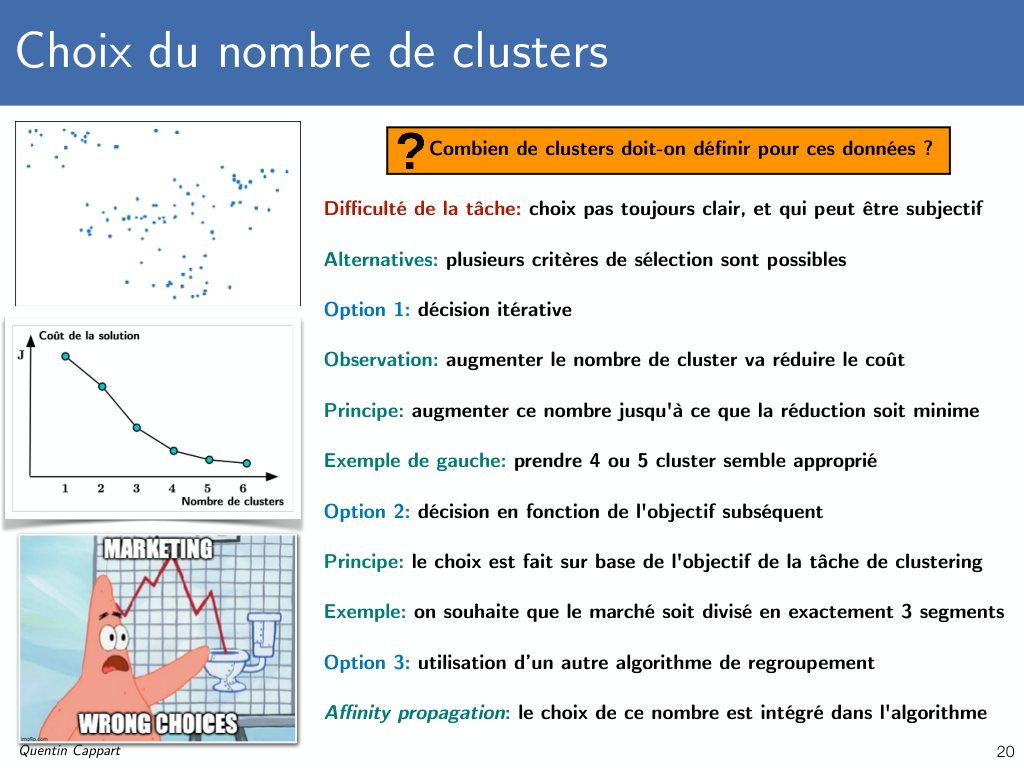 Choix du nombre de clusters
? Combien de clusters doit-on définir pour ces données ?
Difficulté de la tâche: choix pas toujours clair, et qui peut être subjectif
Alternatives: plusieurs critères de sélection sont possibles
Option 1: décision itérative
Observation: augmenter le nombre de cluster va réduire le coût
Principe: augmenter ce nombre jusqu'à ce que la réduction soit minime
Exemple de gauche: prendre 4 ou 5 cluster semble approprié
Option 2: décision en fonction de l'objectif subséquent
Principe: le choix est fait sur base de l'objectif de la tâche de clustering
Exemple: on souhaite que le marché soit divisé en exactement 3 segments
Option 3: utilisation d'un autre algorithme de regroupement
Affinity propagation: le choix de ce nombre est intégré dans l'algorithme
Coût de la solution
J
1 2 3 4 5 6
Nombre de clusters
MARKETING
WRONG CHOICES
imgflip.com
Quentin Cappart
20